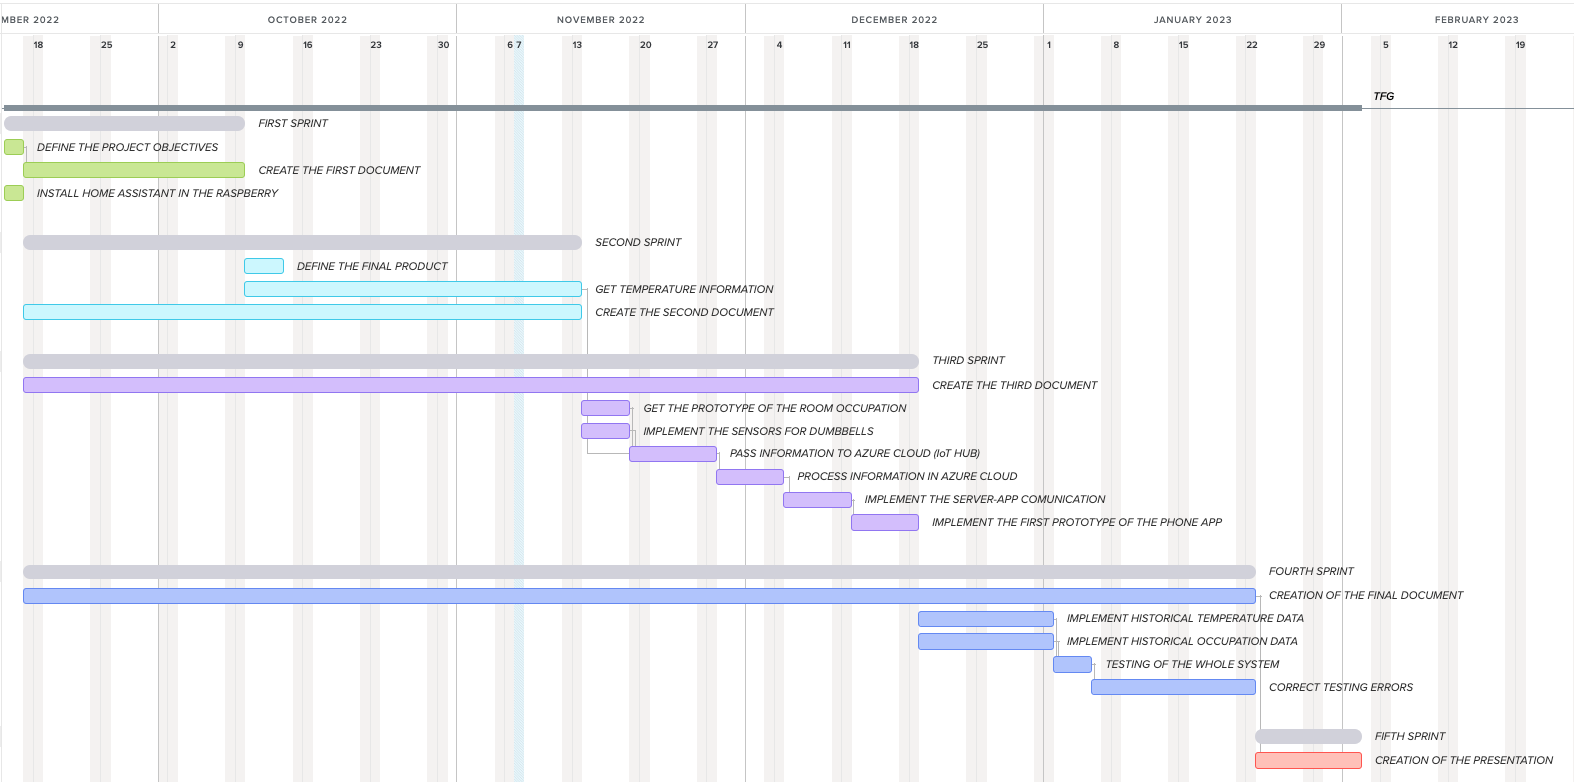 MBER 2022 OCTOBER 2022 NOVEMBER 2022 DECEMBER 2022 JANUARY 2023 FEBRUARY 2023
18 25 2 9 16 23 30 6 7 13 20 27 4 11 18 25 1 8 15 22 29 5 12 19
TFG
FIRST SPRINT
DEFINE THE PROJECT OBJECTIVES
CREATE THE FIRST DOCUMENT
INSTALL HOME ASSISTANT IN THE RASPBERRY
SECOND SPRINT
DEFINE THE FINAL PRODUCT
GET TEMPERATURE INFORMATION
CREATE THE SECOND DOCUMENT
THIRD SPRINT
CREATE THE THIRD DOCUMENT
GET THE PROTOTYPE OF THE ROOM OCCUPATION
IMPLEMENT THE SENSORS FOR DUMBBELLS
PASS INFORMATION TO AZURE CLOUD (IoT HUB)
PROCESS INFORMATION IN AZURE CLOUD
IMPLEMENT THE SERVER-APP COMUNICATION
IMPLEMENT THE FIRST PROTOTYPE OF THE PHONE APP
FOURTH SPRINT
CREATION OF THE FINAL DOCUMENT
IMPLEMENT HISTORICAL TEMPERATURE DATA
IMPLEMENT HISTORICAL OCCUPATION DATA
TESTING OF THE WHOLE SYSTEM
CORRECT TESTING ERRORS
FIFTH SPRINT
CREATION OF THE PRESENTATION